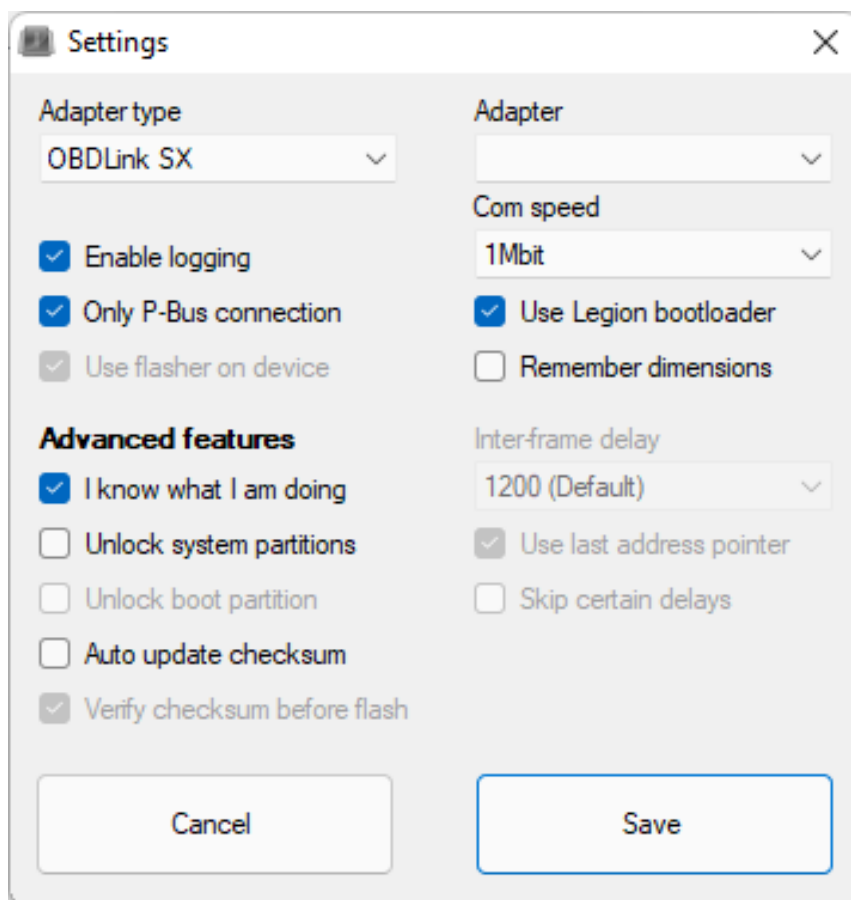 Settings
Adapter type
Adapter
OBDLink SX
Com speed
1Mbit
Enable logging
Only P-Bus connection
Use Legion bootloader
Use flasher on device
Remember dimensions
Advanced features
Inter-frame delay
I know what I am doing
1200 (Default)
Unlock system partitions
Use last address pointer
Unlock boot partition
Skip certain delays
Auto update checksum
Verify checksum before flash
Cancel
Save